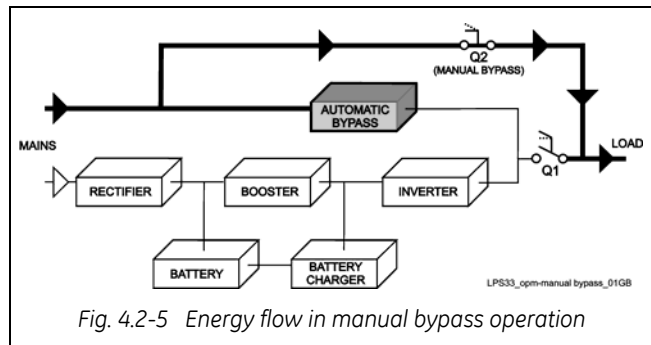 Q2
(MANUAL BYPASS)
AUTOMATIC
BYPASS
MAINS
LOAD
Q1
RECTIFIER
BOOSTER
INVERTER
BATTERY
BATTERY
CHARGER
LPS33_opm-manual bypass_01GB
Fig. 4.2-5 Energy flow in manual bypass operation